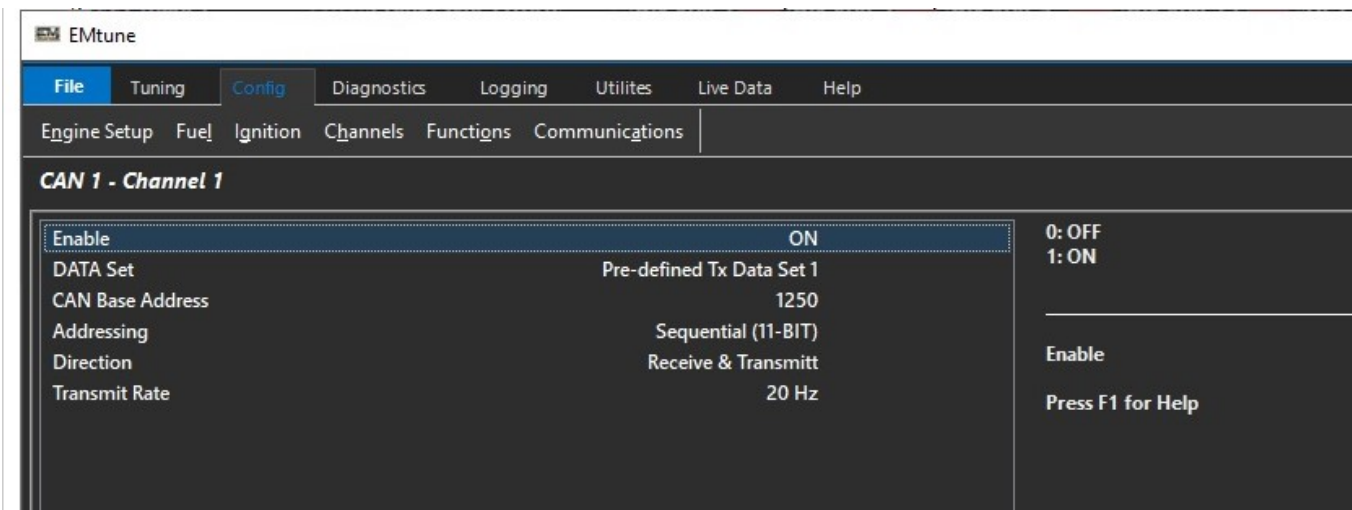 EMtune
File Tuning Config Diagnostics Logging Utilites Live Data Help
Engine Setup Fuel Ignition Channels Functions Communications
CAN 1 - Channel 1
Enable ON
DATA Set Pre-defined Tx Data Set 1
CAN Base Address 1250
Addressing Sequential (11-BIT)
Direction Receive & Transmitt
Transmit Rate 20 Hz
0: OFF
1: ON
Enable
Press F1 for Help